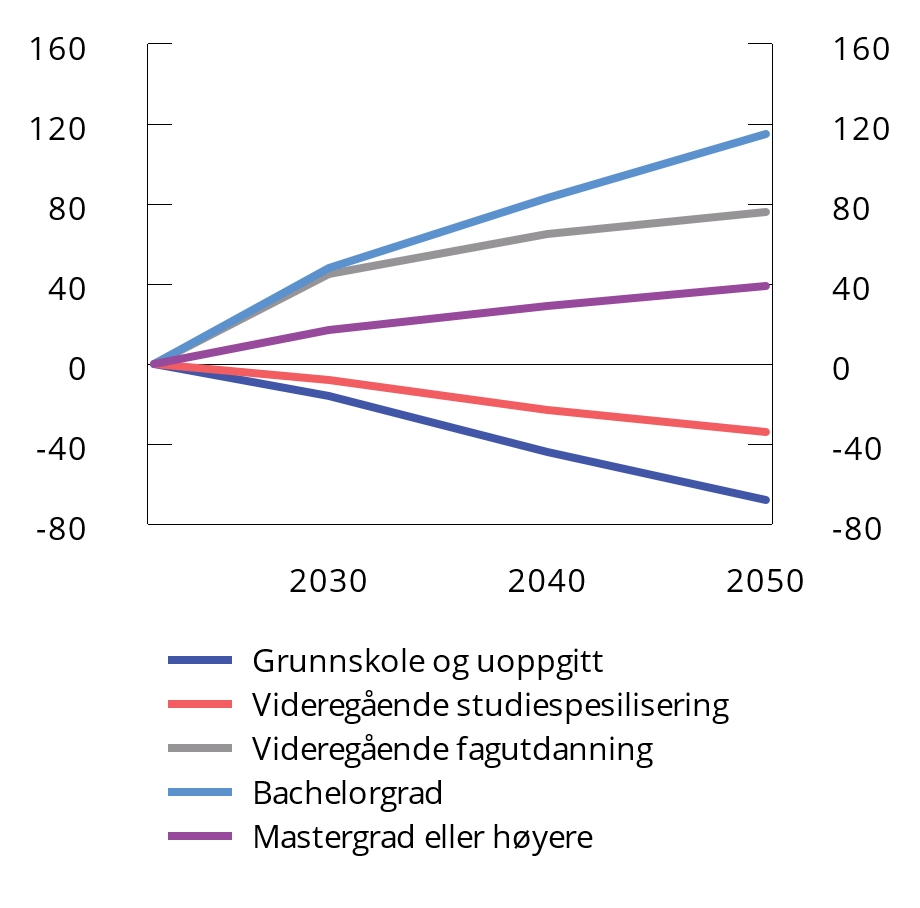 160 160
120 120
80 80
40 40
0 0
-40 -40
-80 -80
2030 2040 2050
Grunnskole og uoppgitt
Videregående studiespesilisering
Videregående fagutdanning
Bachelorgrad
Mastergrad eller høyere